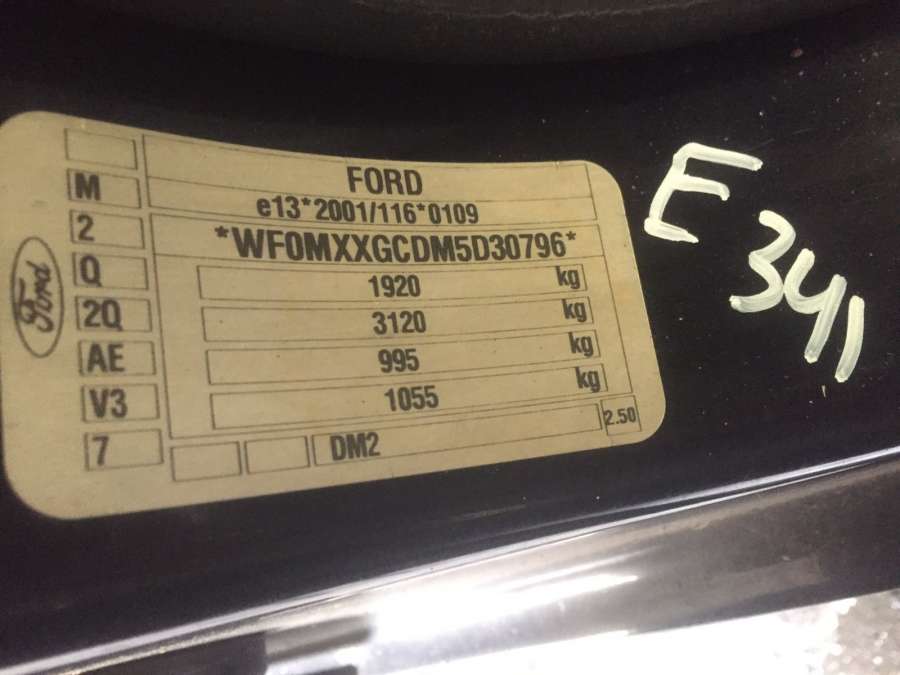 FORD
e13*2001/116*0109
*WF0MXXGCDM5D30796*
M
2
Q
2Q
AE
V3
7
1920 kg
3120 kg
995 kg
1055 kg
DM2
2.50
Ford
E 341